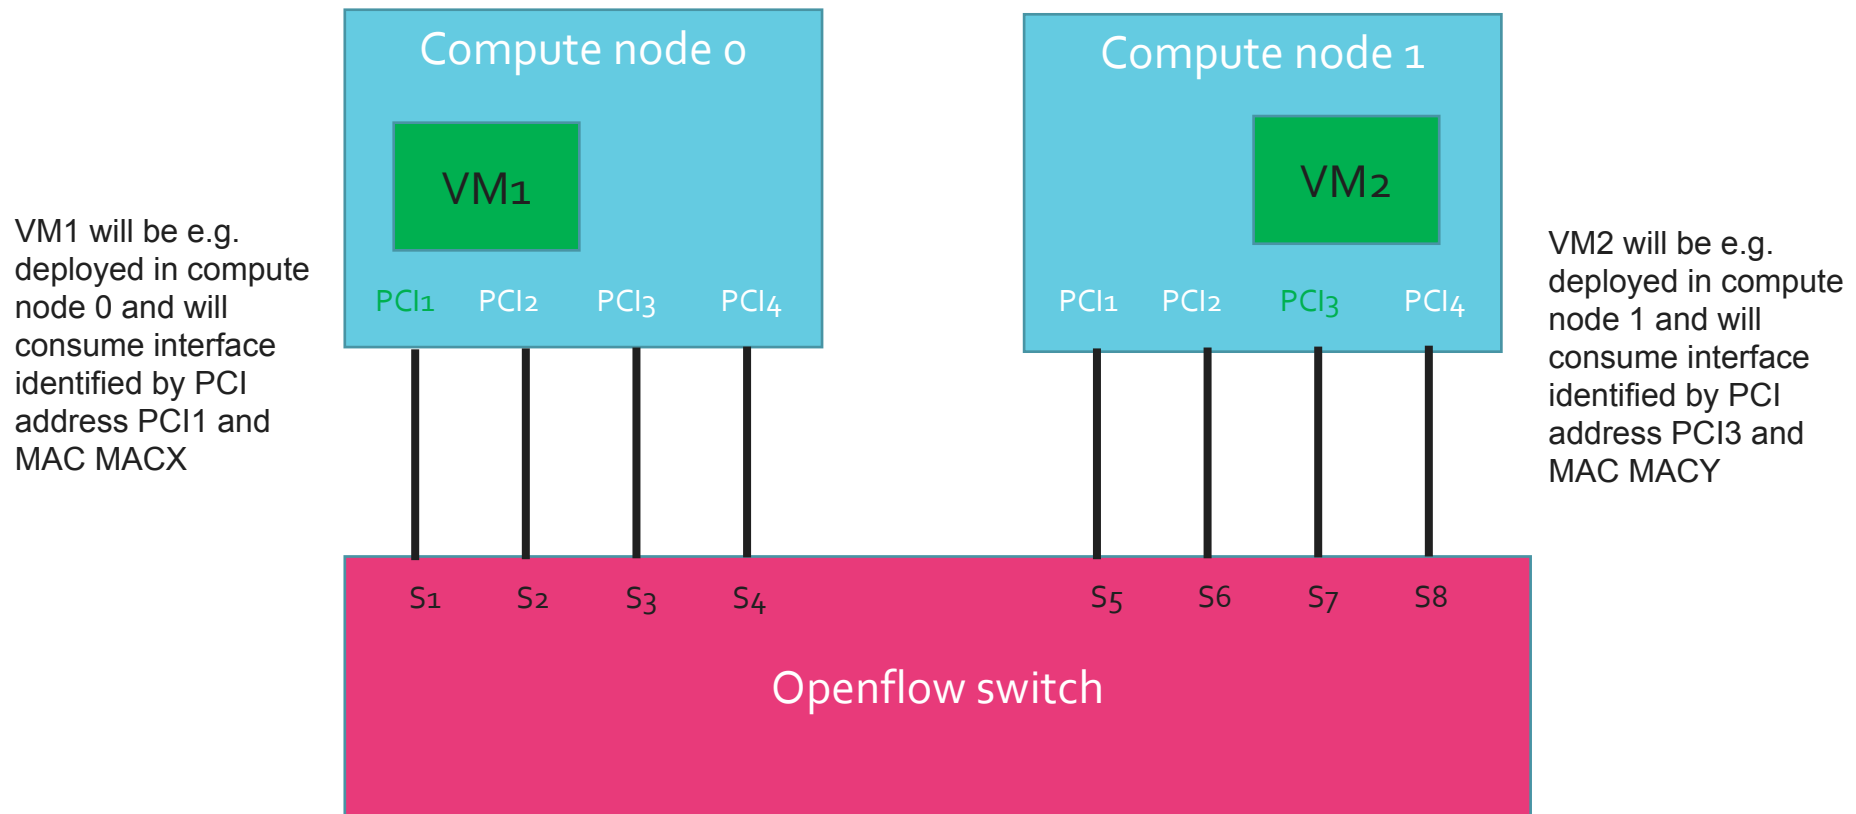 Compute node 0
Compute node 1
VM1
VM2
VM1 will be e.g.
deployed in compute
node 0 and will
consume interface
identified by PCI
address PCI1 and
MAC MACX
VM2 will be e.g.
deployed in compute
node 1 and will
consume interface
identified by PCI
address PCI3 and
MAC MACY
PCI1 PCI2 PCI3 PCI4
PCI1 PCI2 PCI3 PCI4
S1 S2 S3 S4
S5 S6 S7 S8
Openflow switch